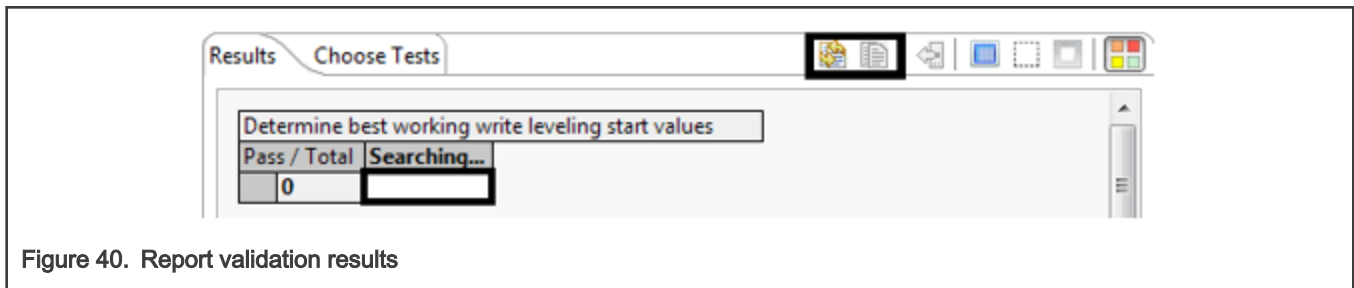 Results Choose Tests
Determine best working write leveling start values
Pass / Total Searching...
0
Figure 40. Report validation results